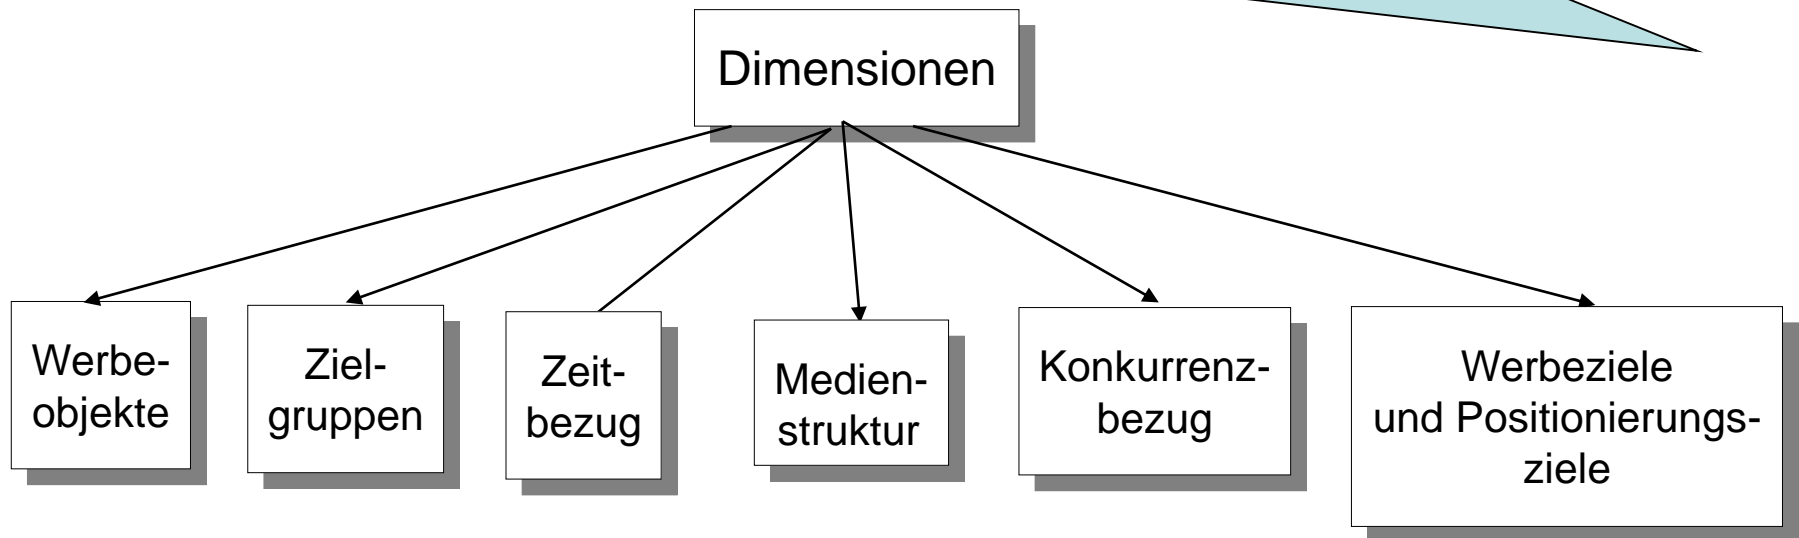 Dimensionen
Werbe-
objekte
Ziel-
gruppen
Zeit-
bezug
Medien-
struktur
Konkurrenz-
bezug
Werbeziele
und Positionierungs-
ziele